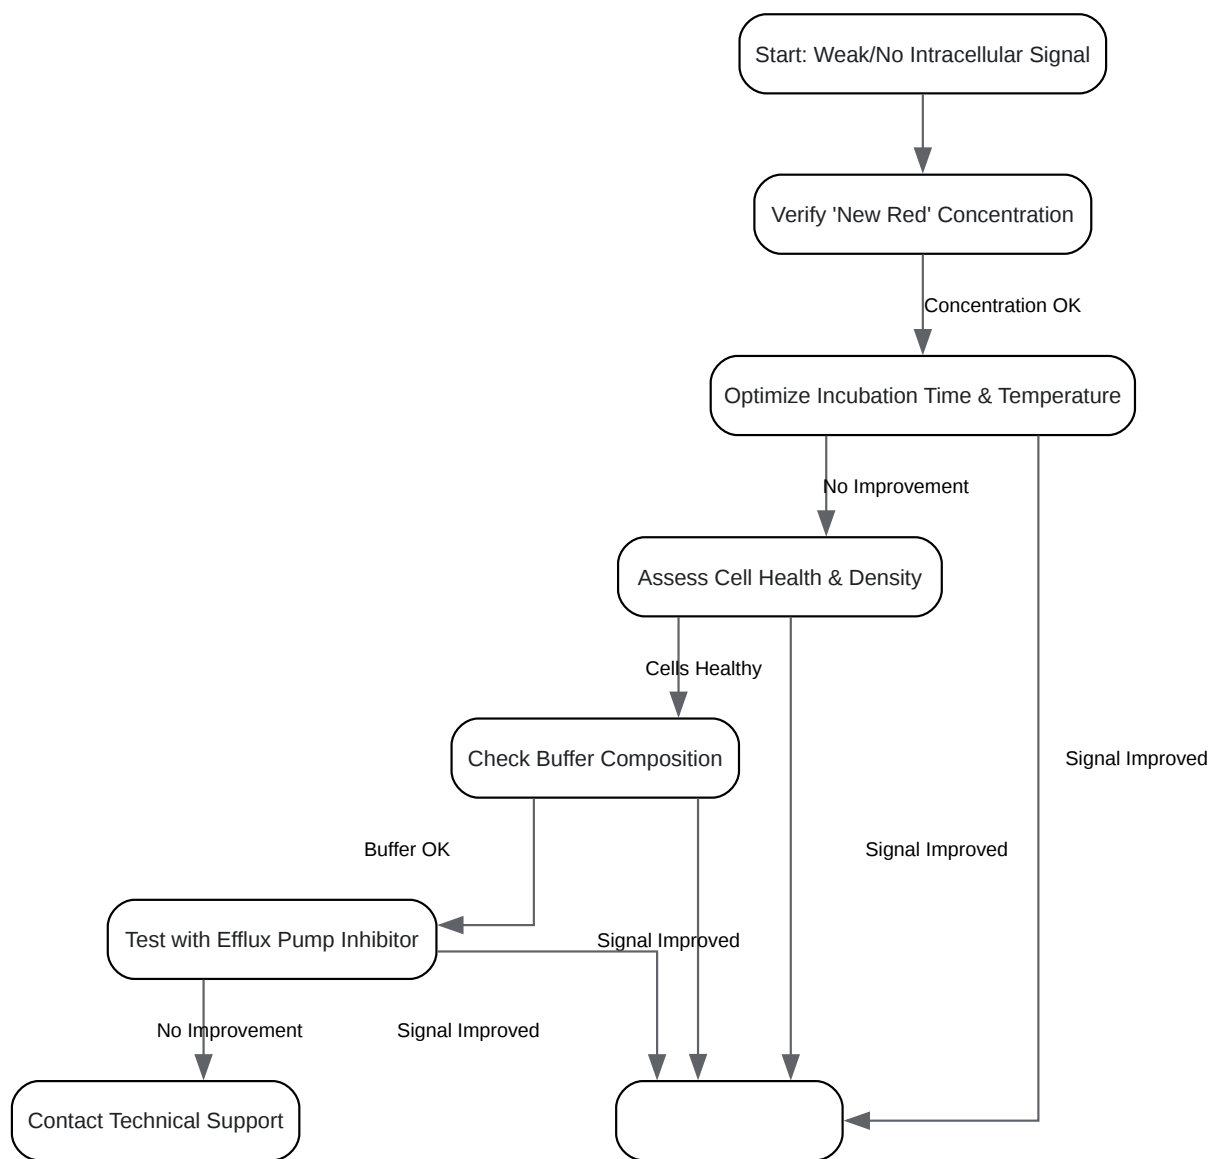 Start: Weak/No Intracellular Signal
Verify 'New Red' Concentration
Concentration OK
Optimize Incubation Time & Temperature
No Improvement
Assess Cell Health & Density
Cells Healthy
Check Buffer Composition
Signal Improved
Buffer OK
Signal Improved
Test with Efflux Pump Inhibitor
Signal Improved
No Improvement
Signal Improved
Contact Technical Support